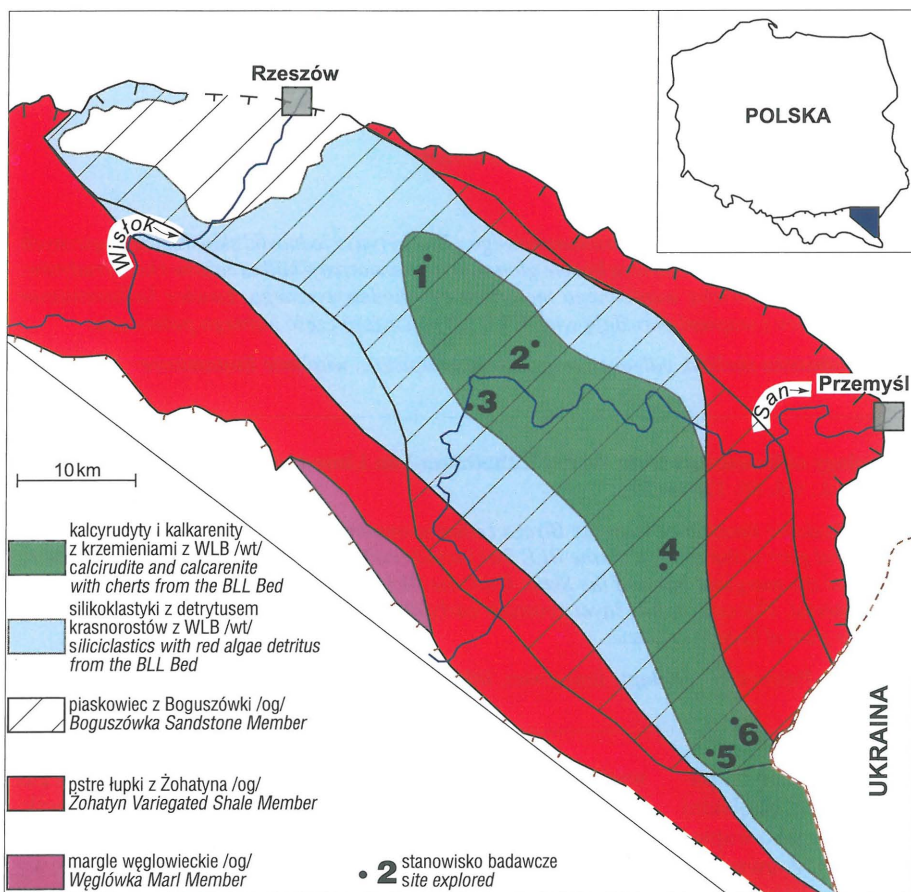 Rzeszów
POLSKA
Wisłok
1
2
3
San
Przemyśl
10 km
4
6
5
UKRAINA
kalcyrudyty i kalkarenity
z krzemieniami z WLB /wt/
calcirudite and calcarenite
with cherts from the BLL Bed
silikoklastyki z detrytusem
krasnorostów z WLB /wt/
siliciclastics with red algae detritus
from the BLL Bed
piaskowiec z Boguszówki /og/
Boguszówka Sandstone Member
pstre łupki z Żohatyna /og/
Żohatyn Variegated Shale Member
margle węglowieckie /og/
Węglówka Marl Member
2 stanowisko badawcze
site explored